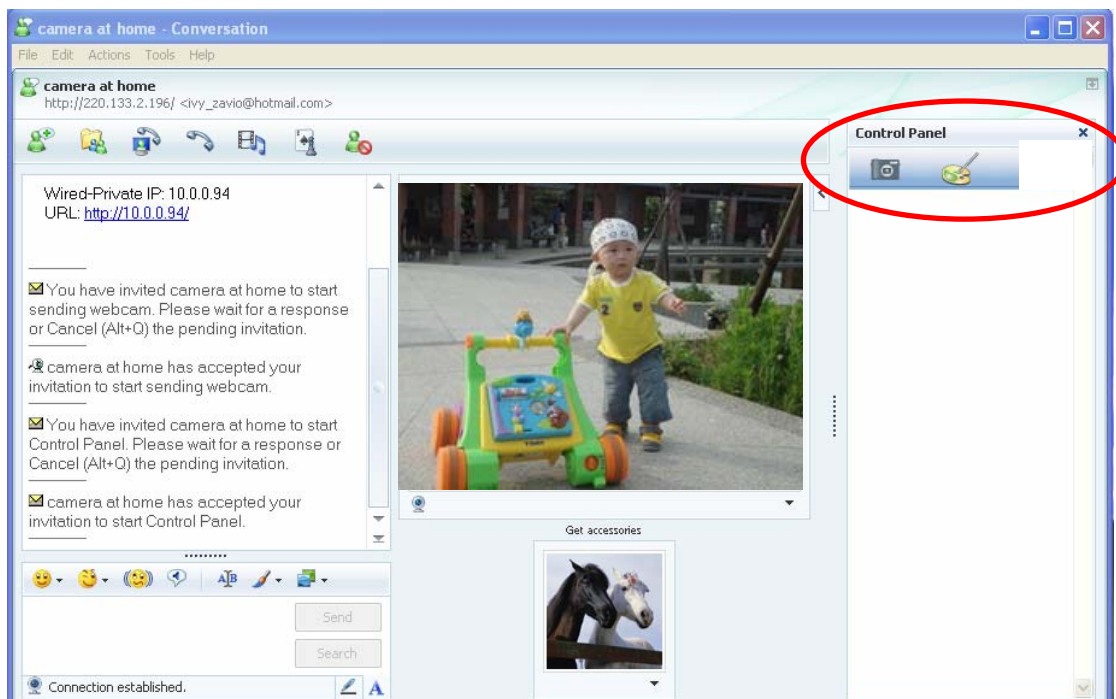 camera at home - Conversation
File Edit Actions Tools Help
camera at home
http://220.133.2.196/ <ivy_zavio@hotmail.com>
Control Panel
Wired-Private IP: 10.0.0.94
URL: http://10.0.0.94/
You have invited camera at home to start
sending webcam. Please wait for a response
or Cancel (Alt+Q) the pending invitation.
camera at home has accepted your
invitation to start sending webcam.
You have invited camera at home to start
Control Panel. Please wait for a response or
Cancel (Alt+Q) the pending invitation.
camera at home has accepted your
invitation to start Control Panel.
Get accessories
Send
Search
Connection established.